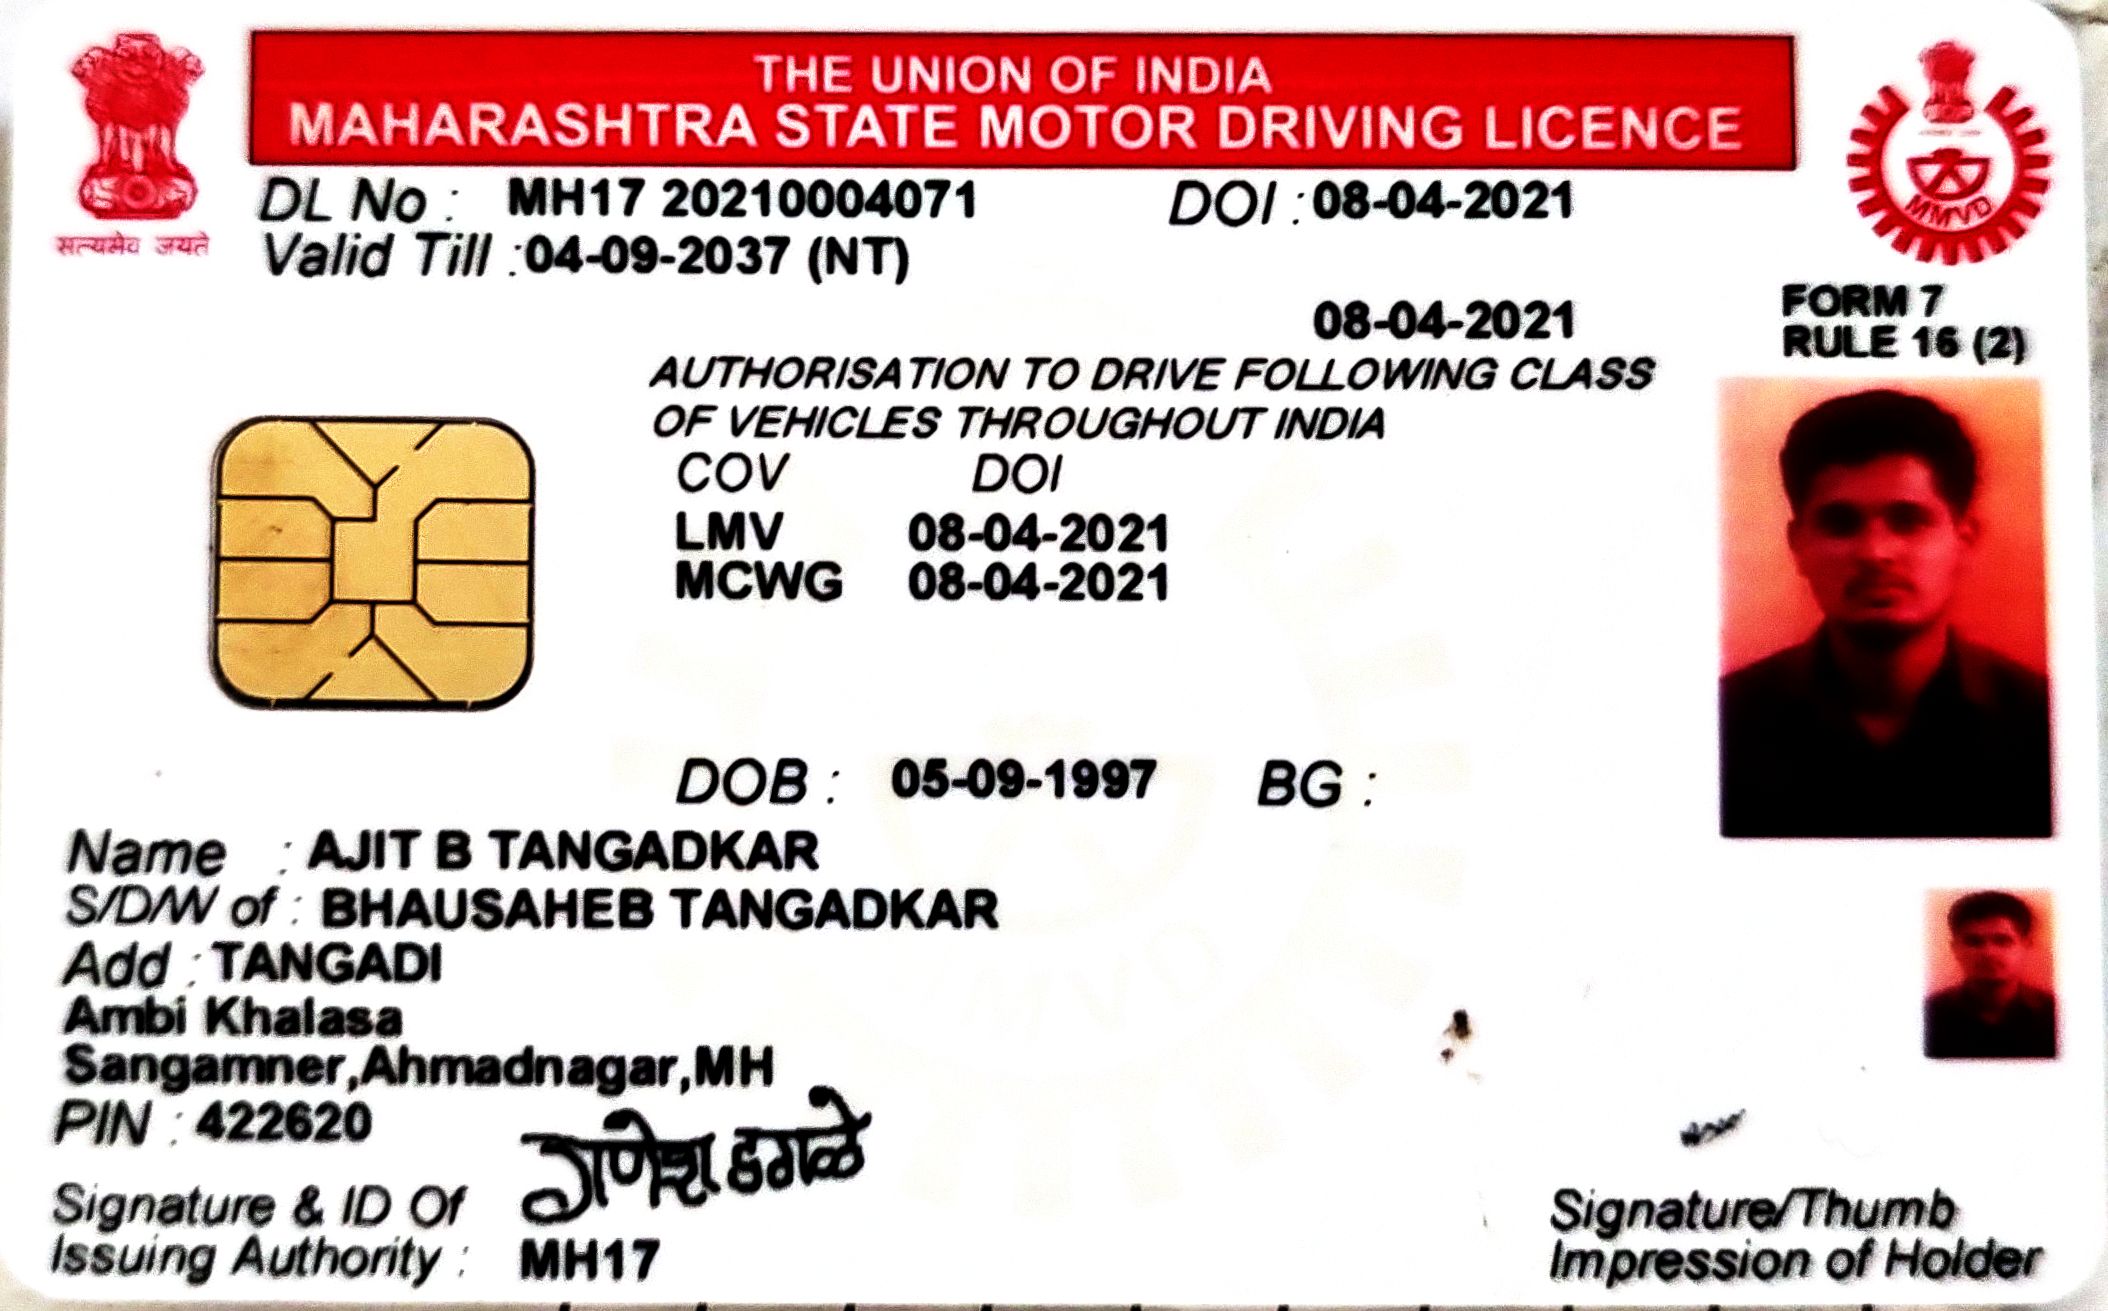 THE UNION OF INDIA
MAHARASHTRA STATE MOTOR DRIVING LICENCE
सत्यमेव जयते
MMVD
DL No : MH17 20210004071 DOI : 08-04-2021
Valid Till : 04-09-2037 (NT)
08-04-2021
FORM 7
RULE 16 (2)
AUTHORISATION TO DRIVE FOLLOWING CLASS
OF VEHICLES THROUGHOUT INDIA
COV DOI
LMV 08-04-2021
MCWG 08-04-2021
DOB : 05-09-1997 BG :
Name : AJIT B TANGADKAR
S/D/W of : BHAUSAHEB TANGADKAR
Add : TANGADI
Ambi Khalasa
Sangamner,Ahmadnagar,MH
PIN : 422620
गणेश डगळे
Signature & ID Of
Issuing Authority : MH17
Signature/Thumb
Impression of Holder